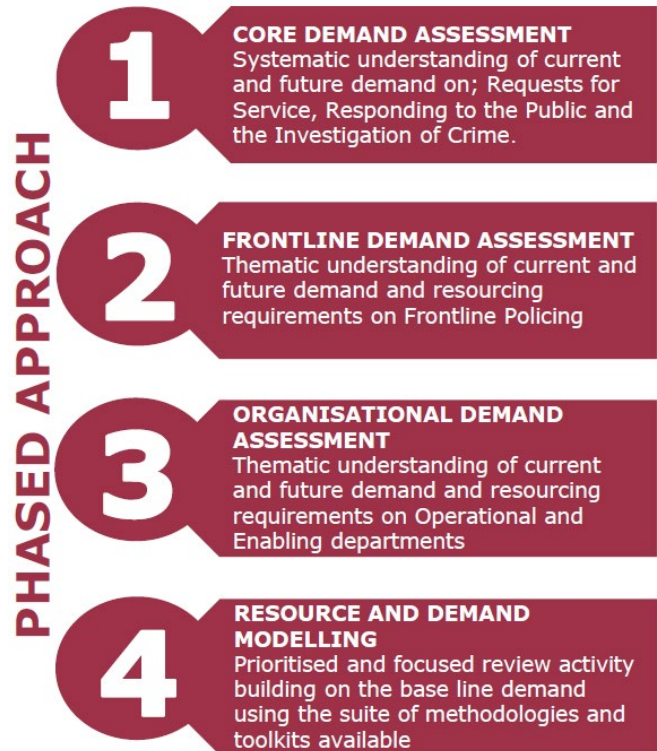 PHASED APPROACH
1
CORE DEMAND ASSESSMENT
Systematic understanding of current
and future demand on; Requests for
Service, Responding to the Public and
the Investigation of Crime.
2
FRONTLINE DEMAND ASSESSMENT
Thematic understanding of current and
future demand and resourcing
requirements on Frontline Policing
3
ORGANISATIONAL DEMAND
ASSESSMENT
Thematic understanding of current
and future demand and resourcing
requirements on Operational and
Enabling departments
4
RESOURCE AND DEMAND
MODELLING
Prioritised and focused review activity
building on the base line demand
using the suite of methodologies and
toolkits available